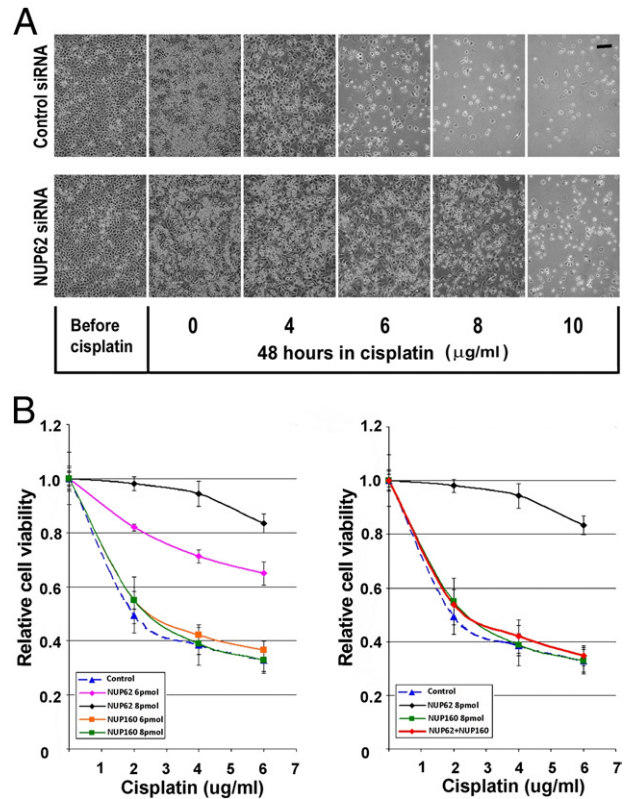 A
Control siRNA
NUP62 siRNA
Before cisplatin
0 4 6 8 10
48 hours in cisplatin (μg/ml)
B
Relative cell viability
1.2
1.0
0.8
0.6
0.4
0.2
0
Control
NUP62 6pmol
NUP62 8pmol
NUP160 6pmol
NUP160 8pmol
1 2 3 4 5 6 7
Cisplatin (ug/ml)
Relative cell viability
1.2
1.0
0.8
0.6
0.4
0.2
0
Control
NUP62 8pmol
NUP160 8pmol
NUP62+NUP160
1 2 3 4 5 6 7
Cisplatin (ug/ml)